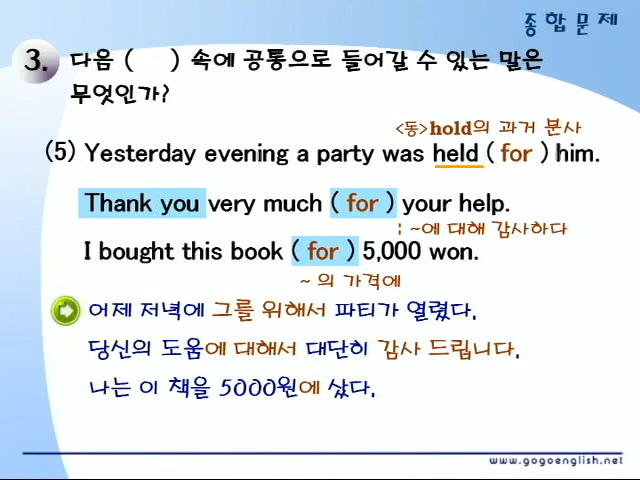 종합문제
3. 다음 (    ) 속에 공통으로 들어갈 수 있는 말은
무엇인가?
<동>hold의 과거 분사
(5) Yesterday evening a party was held ( for ) him.
Thank you very much ( for ) your help.
: ~에 대해 감사하다
I bought this book ( for ) 5,000 won.
~ 의 가격에
어제 저녁에 그를 위해서 파티가 열렸다.
당신의 도움에 대해서 대단히 감사 드립니다.
나는 이 책을 5000원에 샀다.
www.gogoenglish.net